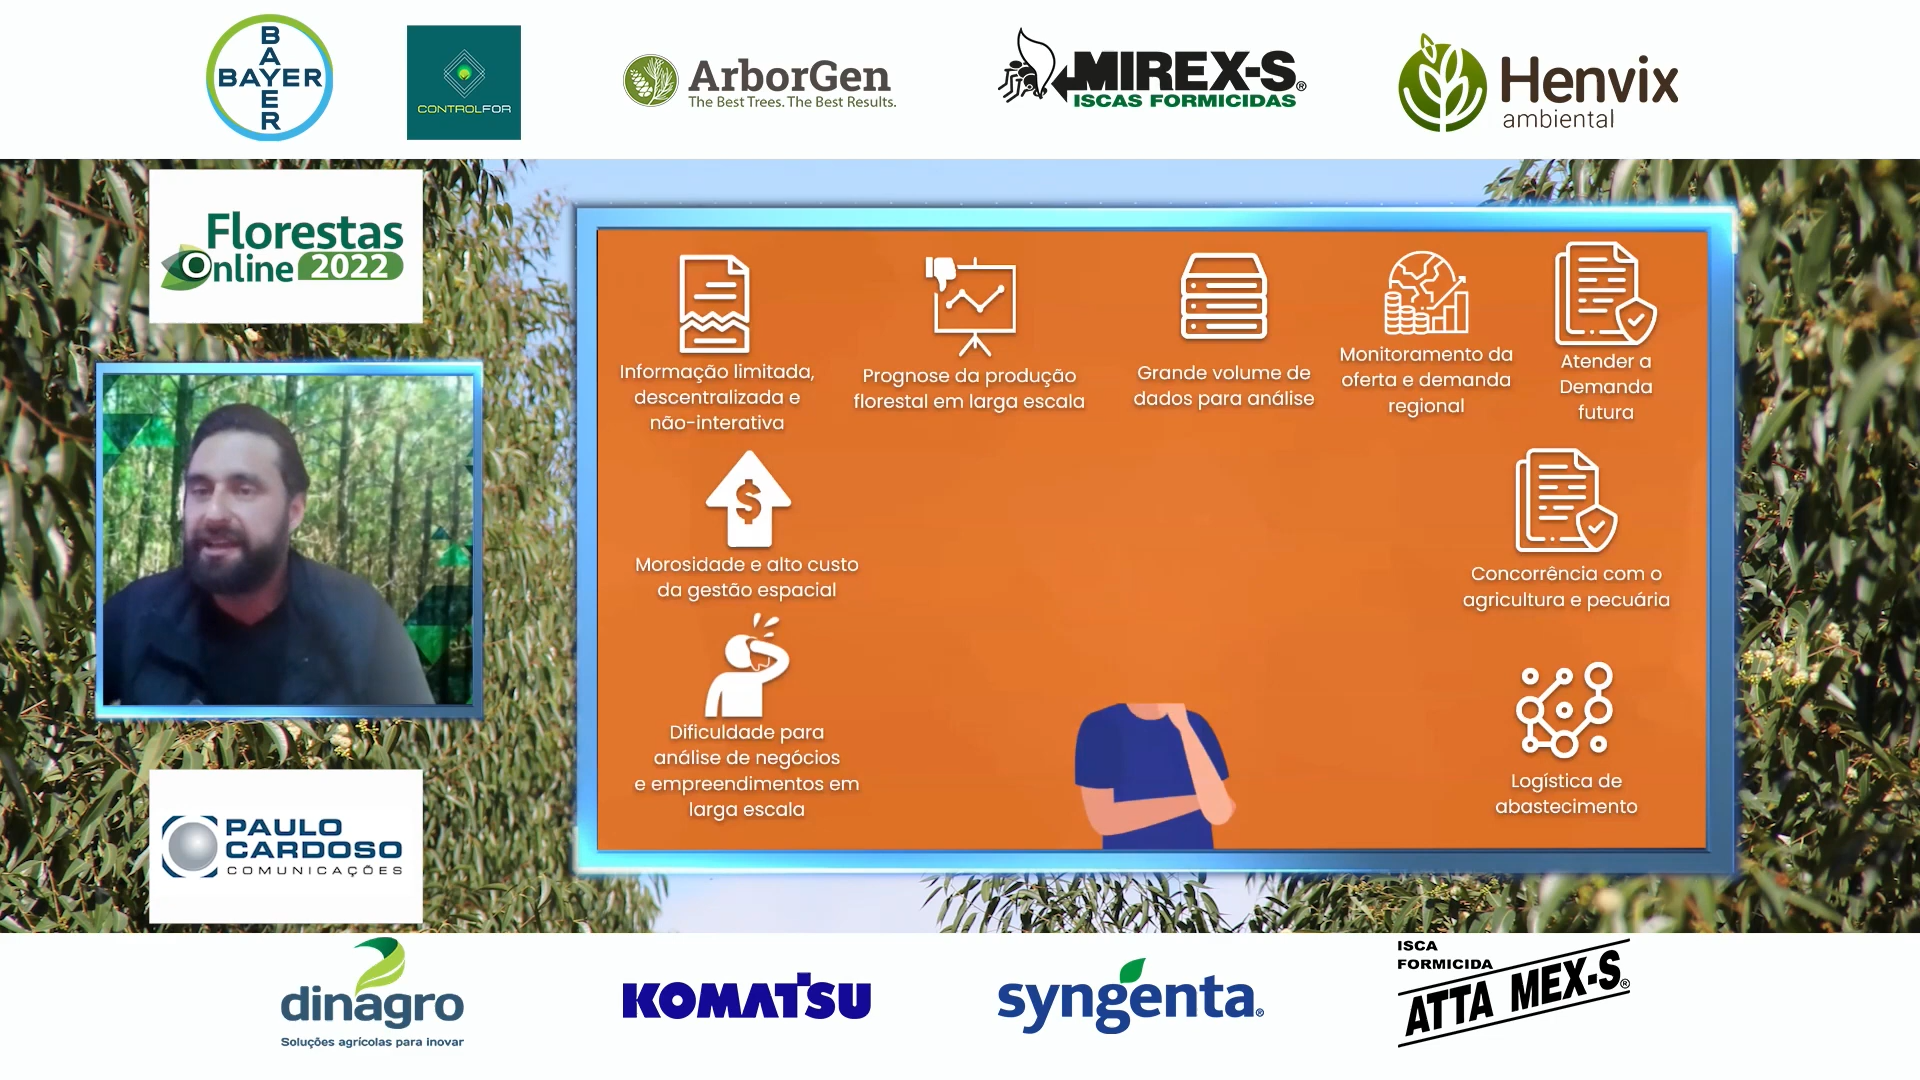 BAYER
BAYER
CONTROLFOR
ArborGen
The Best Trees. The Best Results.
MIREX-S®
ISCAS FORMICIDAS
Henvix
ambiental
Florestas
Online 2022
Informação limitada,
descentralizada e
não-interativa
Prognose da produção
florestal em larga escala
Grande volume de
dados para análise
Monitoramento da
oferta e demanda
regional
Atender a
Demanda
futura
$
Morosidade e alto custo
da gestão espacial
Concorrência com o
agricultura e pecuária
Dificuldade para
análise de negócios
e empreendimentos em
larga escala
Logística de
abastecimento
PAULO
CARDOSO
COMUNICAÇÕES
dinagro
Soluções agrícolas para inovar
KOMATSU
syngenta®
ISCA
FORMICIDA
ATTA MEX-S®